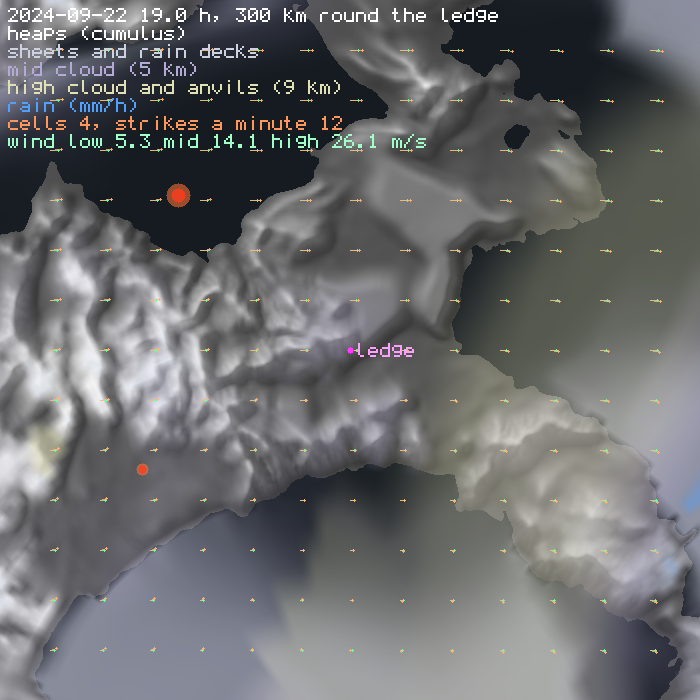 2024-09-22 19.0 h, 300 km round the ledge
heaps (cumulus)
sheets and rain decks
mid cloud (5 km)
high cloud and anvils (9 km)
rain (mm/h)
cells 4, strikes a minute 12
wind low 5.3 mid 14.1 high 26.1 m/s
ledge